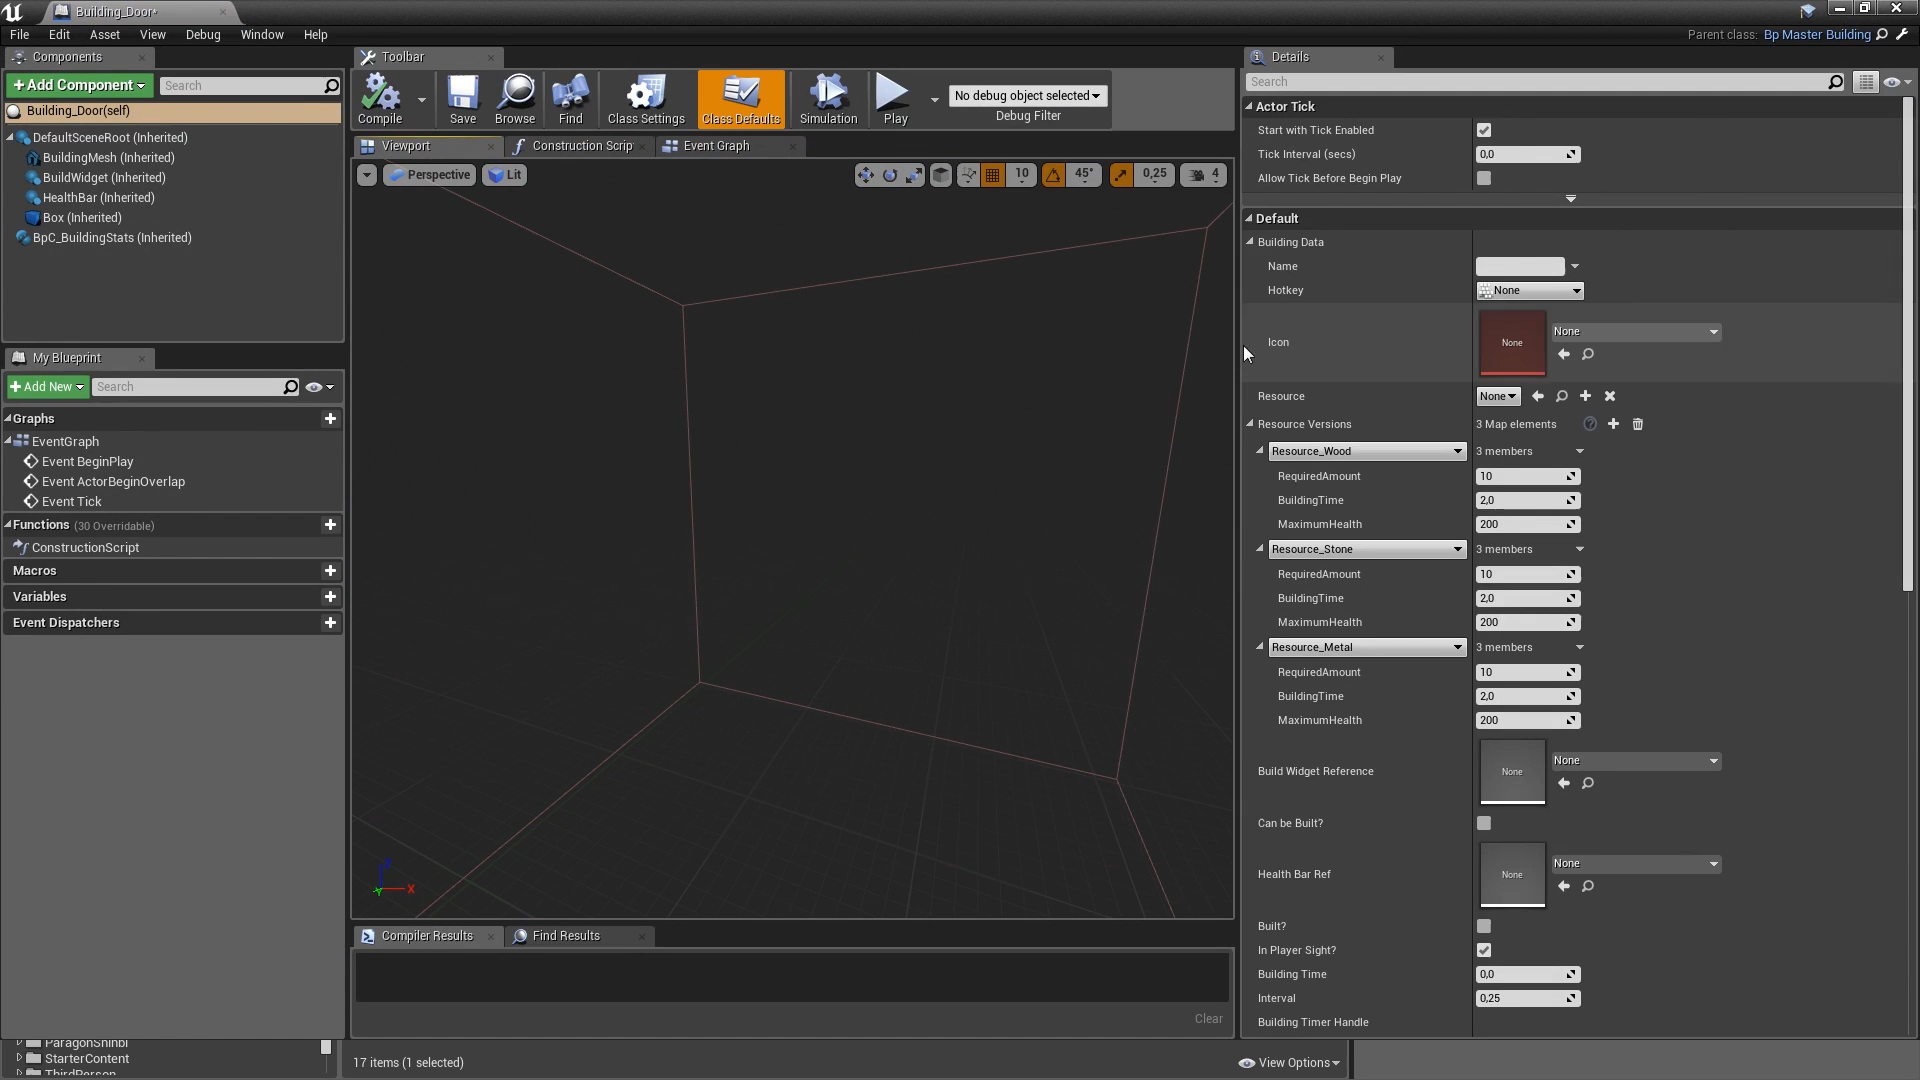 Building_Door*
File Edit Asset View Debug Window Help
Parent class: Bp Master Building
Components
+Add Component
Search
Building_Door(self)
DefaultSceneRoot (Inherited)
BuildingMesh (Inherited)
BuildWidget (Inherited)
HealthBar (Inherited)
Box (Inherited)
BpC_BuildingStats (Inherited)
My Blueprint
+Add New
Search
Graphs
EventGraph
Event BeginPlay
Event ActorBeginOverlap
Event Tick
Functions (30 Overridable)
ConstructionScript
Macros
Variables
Event Dispatchers
ParagonShinbi
StarterContent
ThirdPerson
Toolbar
Compile
Save
Browse
Find
Class Settings
Class Defaults
Simulation
Play
No debug object selected
Debug Filter
Viewport
Construction Scrip
Event Graph
Perspective
Lit
10
45°
0,25
4
X
Y
Z
Compiler Results
Find Results
Clear
17 items (1 selected)
View Options
Details
Search
Actor Tick
Start with Tick Enabled
Tick Interval (secs) 0,0
Allow Tick Before Begin Play
Default
Building Data
Name
Hotkey None
Icon None None
Resource None
Resource Versions 3 Map elements
Resource_Wood 3 members
RequiredAmount 10
BuildingTime 2,0
MaximumHealth 200
Resource_Stone 3 members
RequiredAmount 10
BuildingTime 2,0
MaximumHealth 200
Resource_Metal 3 members
RequiredAmount 10
BuildingTime 2,0
MaximumHealth 200
Build Widget Reference None None
Can be Built?
Health Bar Ref None None
Built?
In Player Sight?
Building Time 0,0
Interval 0,25
Building Timer Handle